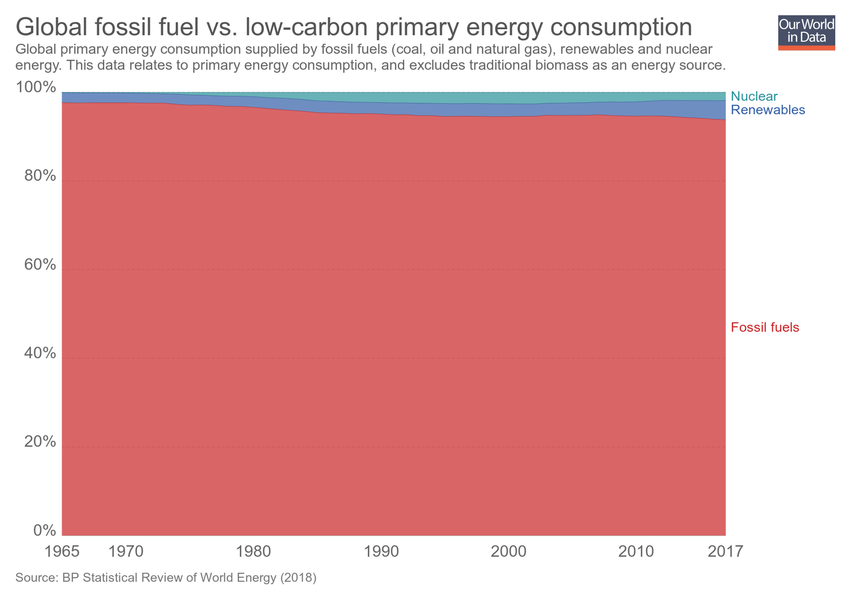 Global fossil fuel vs. low-carbon primary energy consumption
Our World
in Data
Global primary energy consumption supplied by fossil fuels (coal, oil and natural gas), renewables and nuclear
energy. This data relates to primary energy consumption, and excludes traditional biomass as an energy source.
100%
Nuclear
Renewables
80%
60%
Fossil fuels
40%
20%
0%
1965 1970 1980 1990 2000 2010 2017
Source: BP Statistical Review of World Energy (2018)